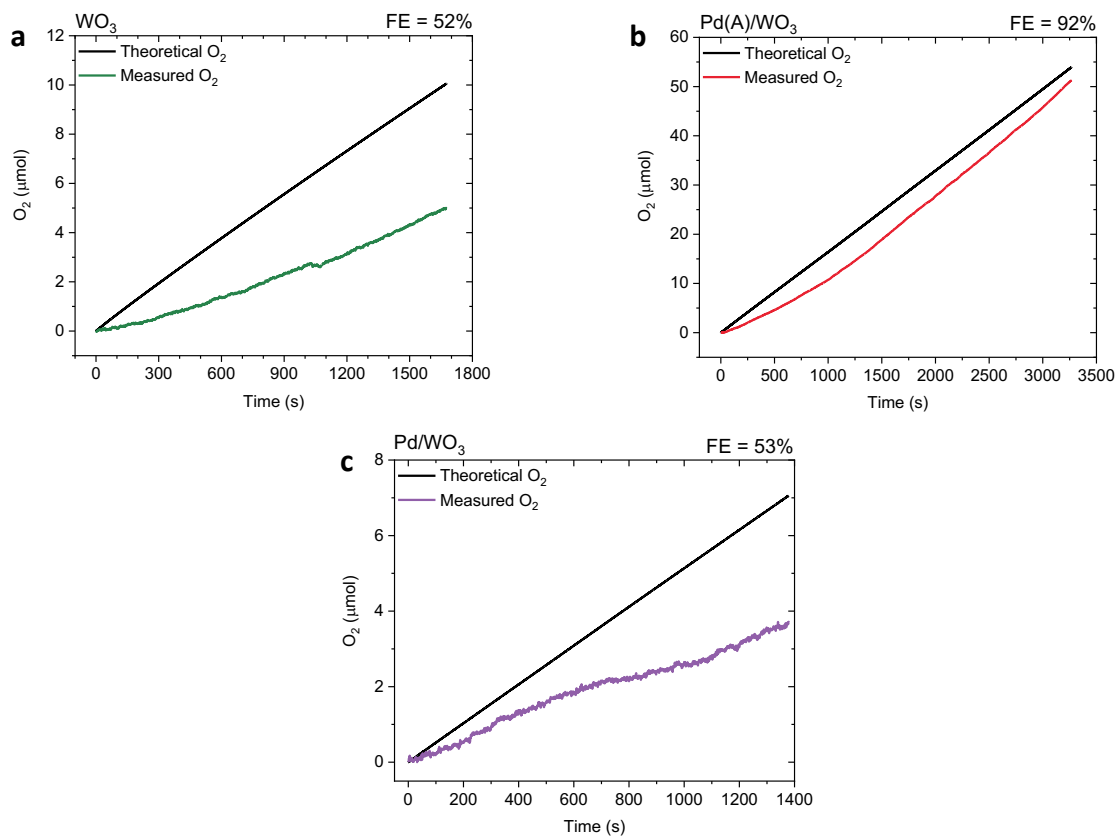 a
WO₃ FE = 52%
Theoretical O₂
Measured O₂
12
10
8
6
4
2
0
O₂ (μmol)
0 300 600 900 1200 1500 1800
Time (s)
b
Pd(A)/WO₃ FE = 92%
Theoretical O₂
Measured O₂
60
50
40
30
20
10
0
O₂ (μmol)
0 500 1000 1500 2000 2500 3000 3500
Time (s)
c
Pd/WO₃ FE = 53%
Theoretical O₂
Measured O₂
8
6
4
2
0
O₂ (μmol)
0 200 400 600 800 1000 1200 1400
Time (s)